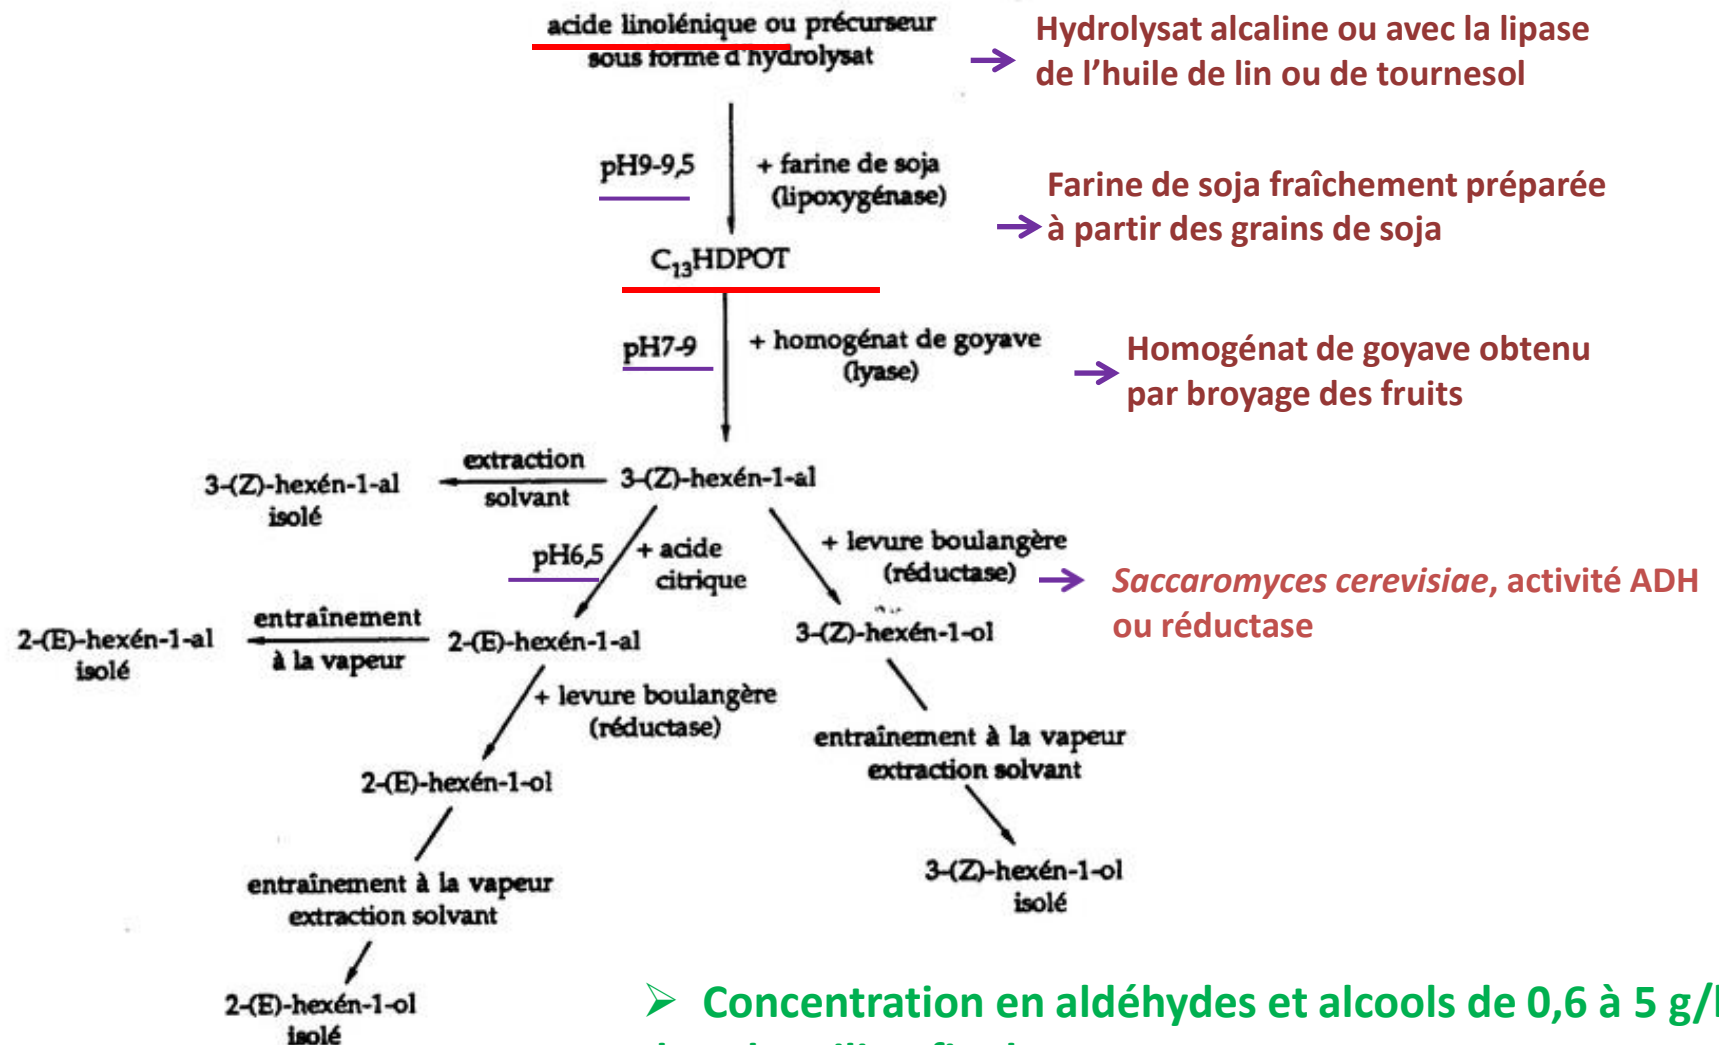 acide linolénique ou précurseur
sous forme d'hydrolysat
Hydrolysat alcaline ou avec la lipase
de l'huile de lin ou de tournesol
pH9-9,5
+ farine de soja
(lipoxygénase)
Farine de soja fraîchement préparée
à partir des grains de soja
C₁₃HDPOT
pH7-9
+ homogénat de goyave
(lyase)
Homogénat de goyave obtenu
par broyage des fruits
3-(Z)-hexén-1-al
isolé
extraction
solvant
3-(Z)-hexén-1-al
pH6,5
+ acide
citrique
+ levure boulangère
(réductase)
Saccaromyces cerevisiae, activité ADH
ou réductase
2-(E)-hexén-1-al
isolé
entraînement
à la vapeur
2-(E)-hexén-1-al
3-(Z)-hexén-1-ol
+ levure boulangère
(réductase)
entraînement à la vapeur
extraction solvant
2-(E)-hexén-1-ol
3-(Z)-hexén-1-ol
isolé
entraînement à la vapeur
extraction solvant
2-(E)-hexén-1-ol
isolé
➢ Concentration en aldéhydes et alcools de 0,6 à 5 g/l